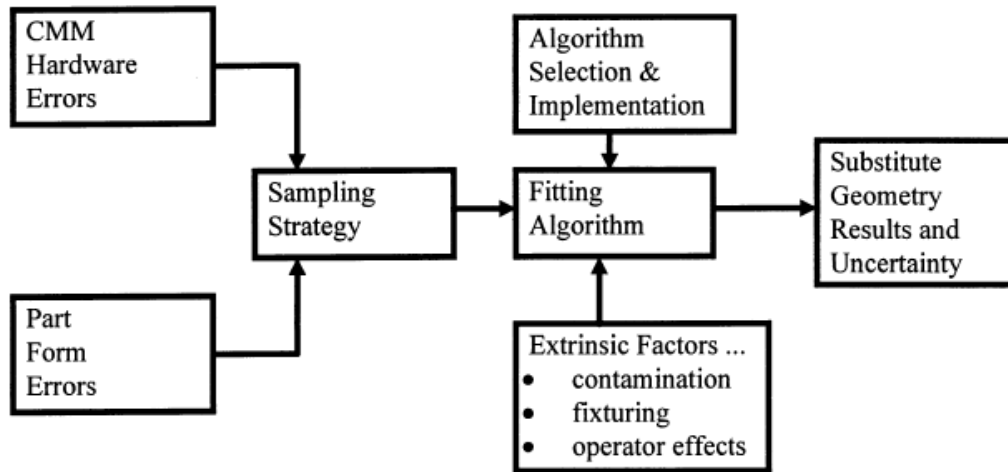 CMM
Hardware
Errors
Algorithm
Selection &
Implementation
Sampling
Strategy
Fitting
Algorithm
Substitute
Geometry
Results and
Uncertainty
Part
Form
Errors
Extrinsic Factors ...
• contamination
• fixturing
• operator effects